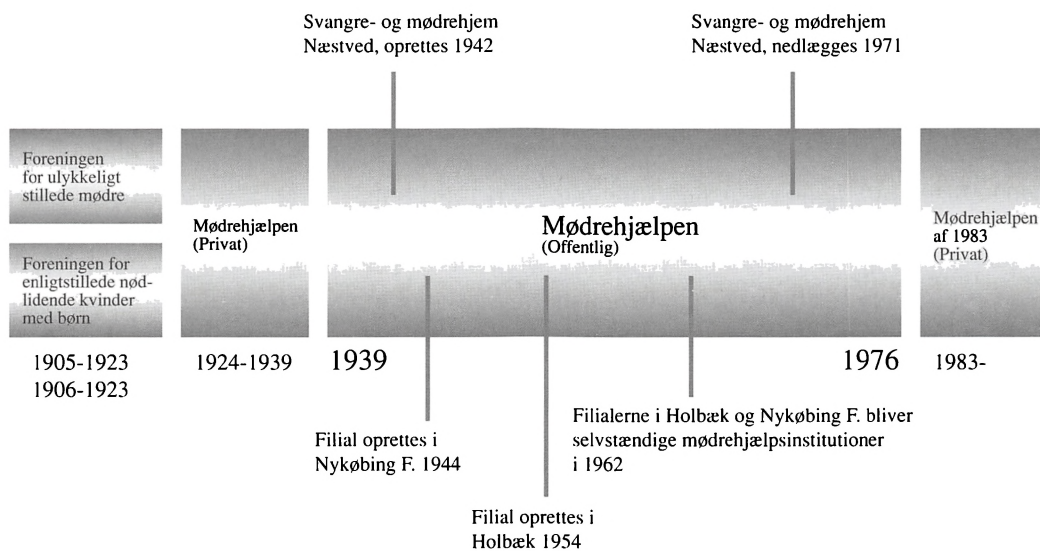 Svangre- og mødrehjem
Næstved, oprettes 1942
Svangre- og mødrehjem
Næstved, nedlægges 1971
Foreningen
for ulykkeligt
stillede mødre
Foreningen for
enligtstillede nød-
lidende kvinder
med børn
Mødrehjælpen
(Privat)
Mødrehjælpen
(Offentlig)
Mødrehjælpen
af 1983
(Privat)
1905-1923
1906-1923
1924-1939
1939
1976
1983-
Filial oprettes i
Nykøbing F. 1944
Filial oprettes i
Holbæk 1954
Filialerne i Holbæk og Nykøbing F. bliver
selvstændige mødrehjælpsinstitutioner
i 1962